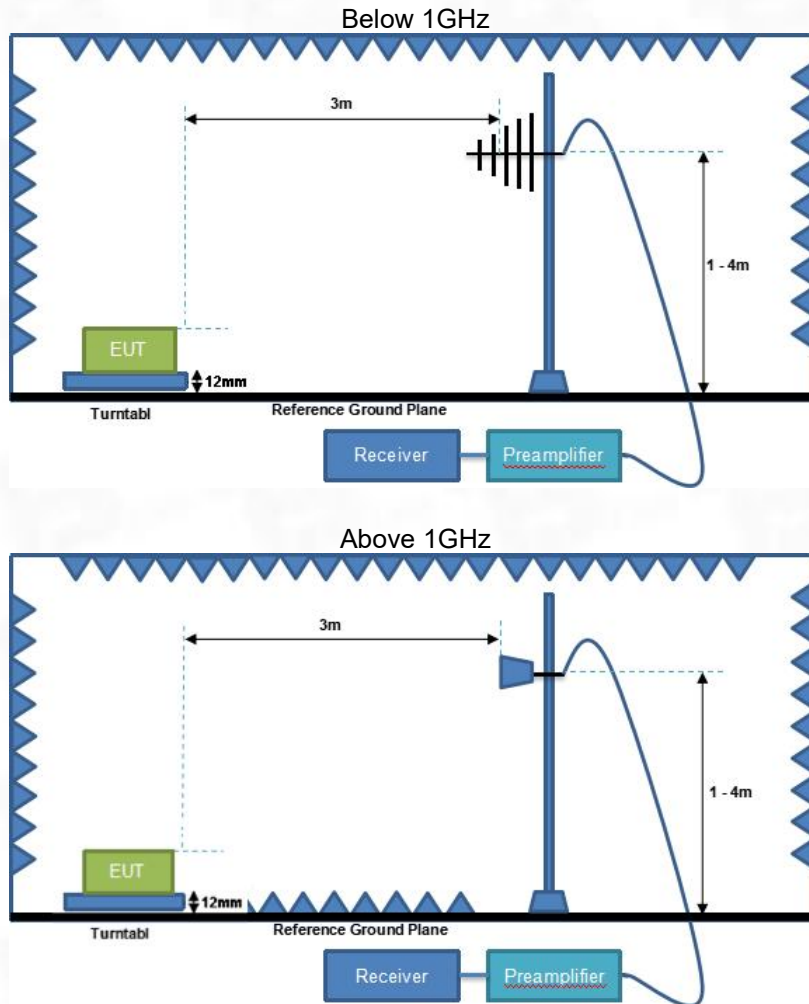 Below 1GHz
3m
1 - 4m
EUT
12mm
Turntabl
Reference Ground Plane
Receiver
Preamplifier
Above 1GHz
3m
1 - 4m
EUT
12mm
Turntabl
Reference Ground Plane
Receiver
Preamplifier